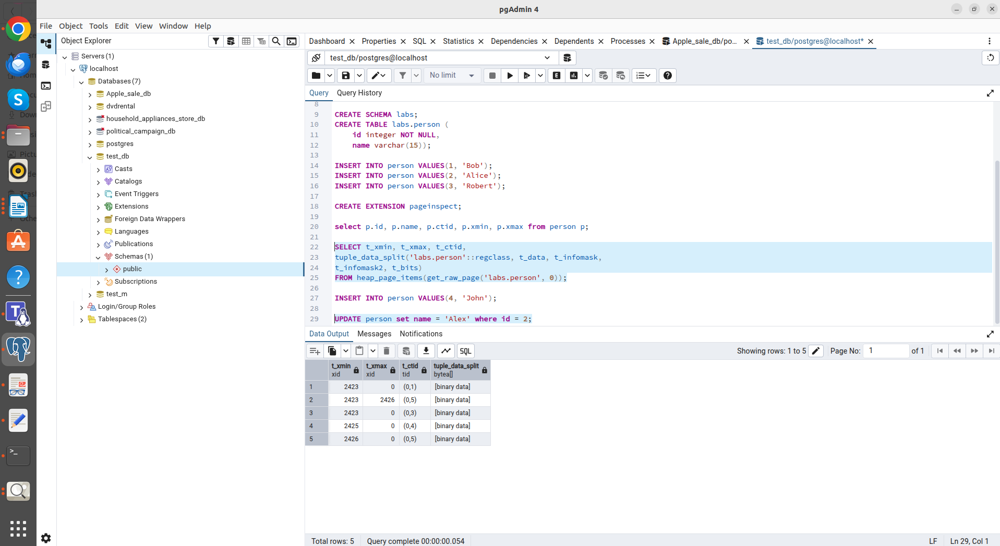 pgAdmin 4
File Object Tools Edit View Window Help
Object Explorer
Servers (1)
localhost
Databases (7)
Apple_sale_db
dvdrental
household_appliances_store_db
political_campaign_db
postgres
test_db
Casts
Catalogs
Event Triggers
Extensions
Foreign Data Wrappers
Languages
Publications
Schemas (1)
public
Subscriptions
test_m
Login/Group Roles
Tablespaces (2)
Dashboard Properties SQL Statistics Dependencies Dependents Processes Apple_sale_db/po... test_db/postgres@localhost*
test_db/postgres@localhost
No limit
E
Query Query History
8
9 CREATE SCHEMA labs;
10 CREATE TABLE labs.person (
11 id integer NOT NULL,
12 name varchar(15));
13
14 INSERT INTO person VALUES(1, 'Bob');
15 INSERT INTO person VALUES(2, 'Alice');
16 INSERT INTO person VALUES(3, 'Robert');
17
18 CREATE EXTENSION pageinspect;
19
20 select p.id, p.name, p.ctid, p.xmin, p.xmax from person p;
21
22 SELECT t_xmin, t_xmax, t_ctid,
23 tuple_data_split('labs.person'::regclass, t_data, t_infomask,
24 t_infomask2, t_bits)
25 FROM heap_page_items(get_raw_page('labs.person', 0));
26
27 INSERT INTO person VALUES(4, 'John');
28
29 UPDATE person set name = 'Alex' where id = 2;
Data Output Messages Notifications
SQL
Showing rows: 1 to 5 Page No: 1 of 1
t_xmin xid t_xmax xid t_ctid tid tuple_data_split bytea[]
1 2423 0 (0,1) [binary data]
2 2423 2426 (0,5) [binary data]
3 2423 0 (0,3) [binary data]
4 2425 0 (0,4) [binary data]
5 2426 0 (0,5) [binary data]
Total rows: 5 Query complete 00:00:00.054 LF Ln 29, Col 1